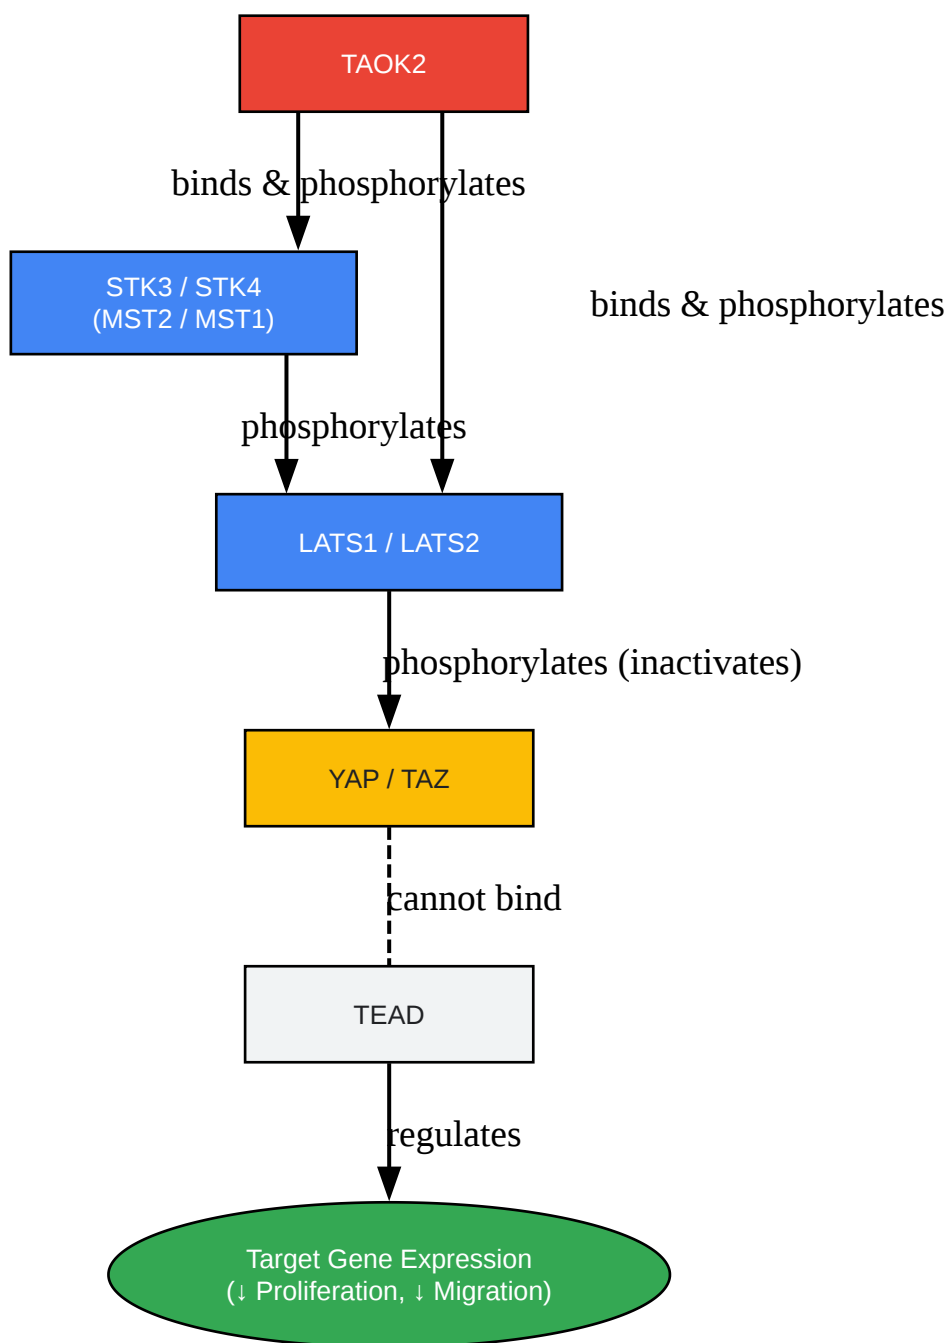 TAOK2
binds & phosphorylates
STK3 / STK4
(MST2 / MST1)
binds & phosphorylates
phosphorylates
LATS1 / LATS2
phosphorylates (inactivates)
YAP / TAZ
cannot bind
TEAD
regulates
Target Gene Expression
(↓ Proliferation, ↓ Migration)